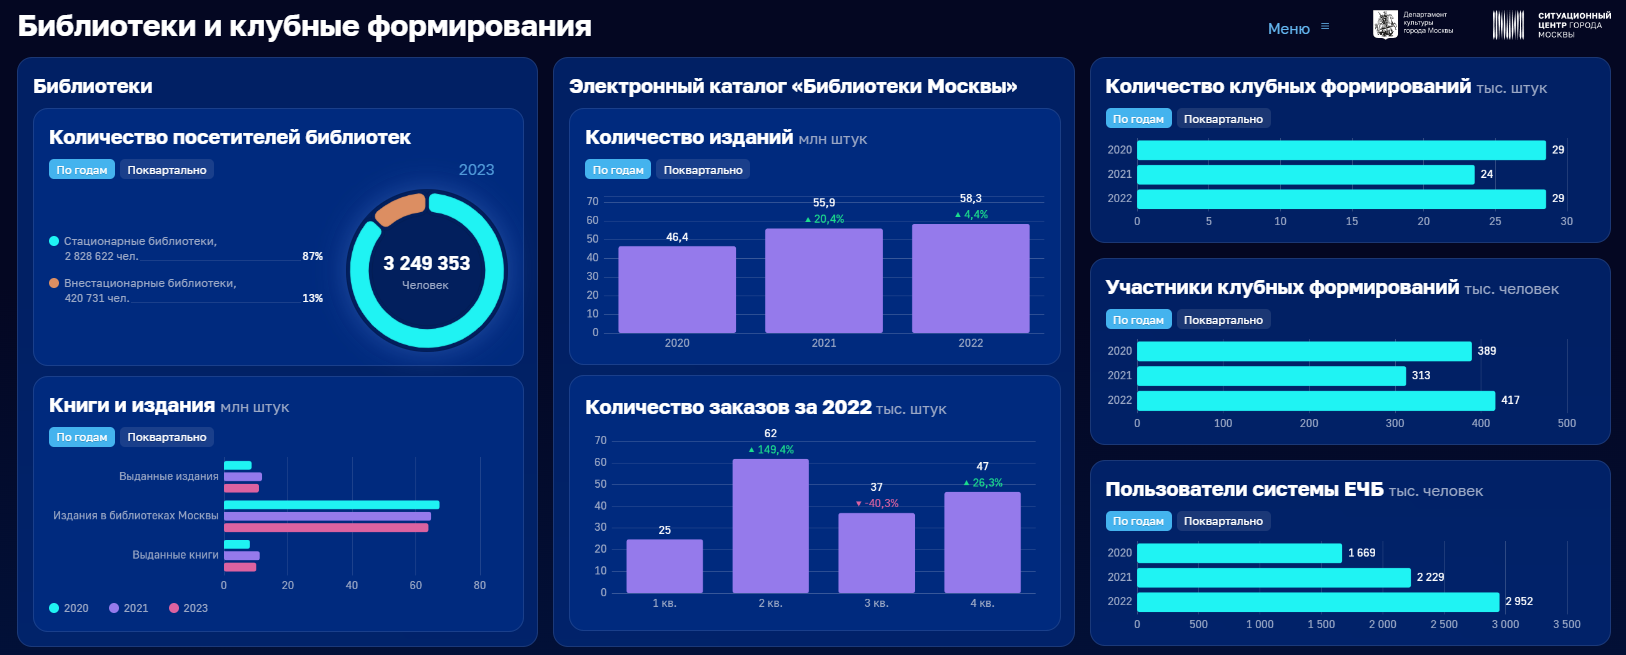 Библиотеки и клубные формирования
Меню
Департамент
культуры
города Москвы
СИТУАЦИОННЫЙ
ЦЕНТР ГОРОДА
МОСКВЫ
Библиотеки
Количество посетителей библиотек
По годам
Поквартально
2023
Стационарные библиотеки,
2 828 622 чел. 87%
Внестационарные библиотеки,
420 731 чел. 13%
3 249 353
Человек
Книги и издания млн штук
По годам
Поквартально
Выданные издания
Издания в библиотеках Москвы
Выданные книги
0 20 40 60 80
2020 2021 2023
Электронный каталог «Библиотеки Москвы»
Количество изданий млн штук
По годам
Поквартально
70
60
50
40
30
20
10
0
46,4
55,9
▲ 20,4%
58,3
▲ 4,4%
2020 2021 2022
Количество заказов за 2022 тыс. штук
70
60
50
40
30
20
10
0
25
62
▲ 149,4%
37
▼ -40,3%
47
▲ 26,3%
1 кв. 2 кв. 3 кв. 4 кв.
Количество клубных формирований тыс. штук
По годам
Поквартально
2020 29
2021 24
2022 29
0 5 10 15 20 25 30
Участники клубных формирований тыс. человек
По годам
Поквартально
2020 389
2021 313
2022 417
0 100 200 300 400 500
Пользователи системы ЕЧБ тыс. человек
По годам
Поквартально
2020 1 669
2021 2 229
2022 2 952
0 500 1 000 1 500 2 000 2 500 3 000 3 500